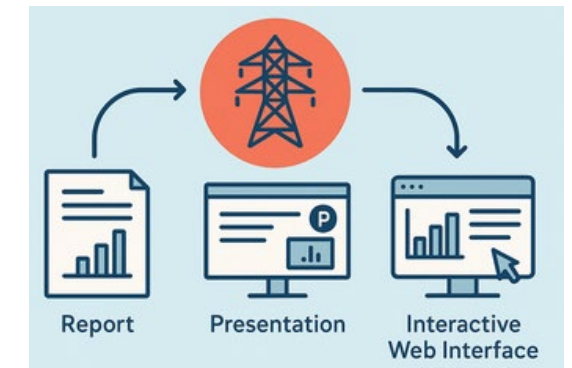 P
Report
Presentation
Interactive
Web Interface